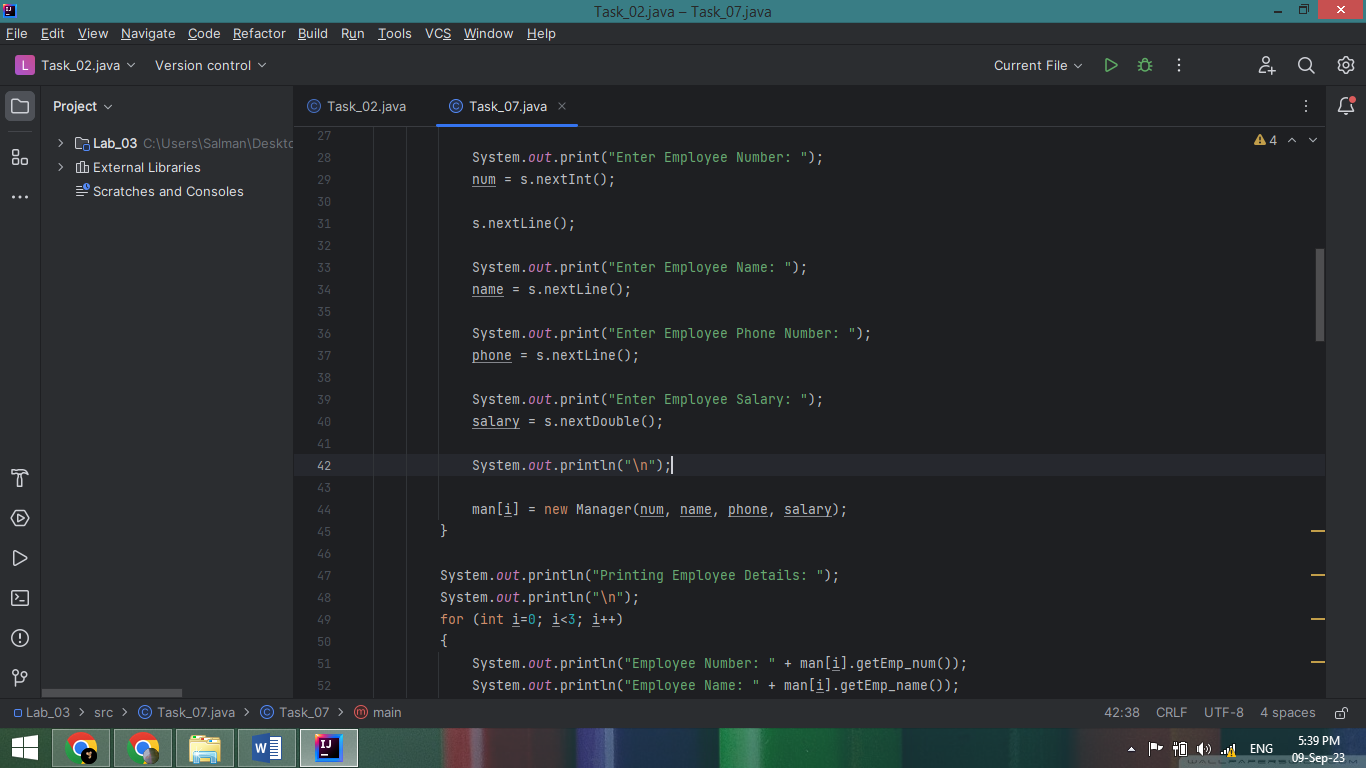 Task_02.java – Task_07.java
File Edit View Navigate Code Refactor Build Run Tools VCS Window Help
L Task_02.java Version control Current File
Project
Task_02.java Task_07.java
Lab_03 C:\Users\Salman\Deskto
External Libraries
Scratches and Consoles
4
27
28 System.out.print("Enter Employee Number: ");
29 num = s.nextInt();
30
31 s.nextLine();
32
33 System.out.print("Enter Employee Name: ");
34 name = s.nextLine();
35
36 System.out.print("Enter Employee Phone Number: ");
37 phone = s.nextLine();
38
39 System.out.print("Enter Employee Salary: ");
40 salary = s.nextDouble();
41
42 System.out.println("\n");
43
44 man[i] = new Manager(num, name, phone, salary);
45 }
46
47 System.out.println("Printing Employee Details: ");
48 System.out.println("\n");
49 for (int i=0; i<3; i++)
50 {
51 System.out.println("Employee Number: " + man[i].getEmp_num());
52 System.out.println("Employee Name: " + man[i].getEmp_name());
Lab_03 > src > Task_07.java > Task_07 > main 42:38 CRLF UTF-8 4 spaces
ENG 5:39 PM
09-Sep-23